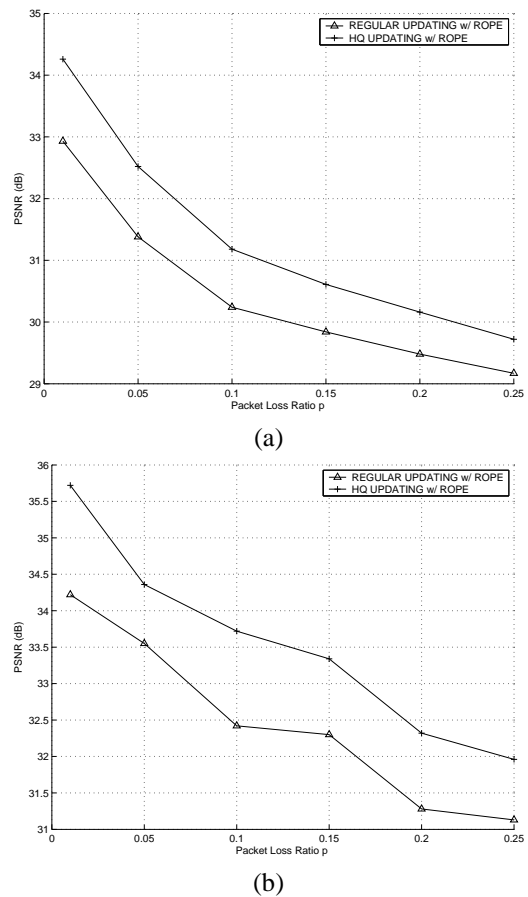 35
REGULAR UPDATING w/ ROPE
HQ UPDATING w/ ROPE
34
33
32
31
30
29
PSNR (dB)
0 0.05 0.1 0.15 0.2 0.25
Packet Loss Ratio p
(a)
36
REGULAR UPDATING w/ ROPE
HQ UPDATING w/ ROPE
35.5
35
34.5
34
33.5
33
32.5
32
31.5
31
PSNR (dB)
0 0.05 0.1 0.15 0.2 0.25
Packet Loss Ratio p
(b)